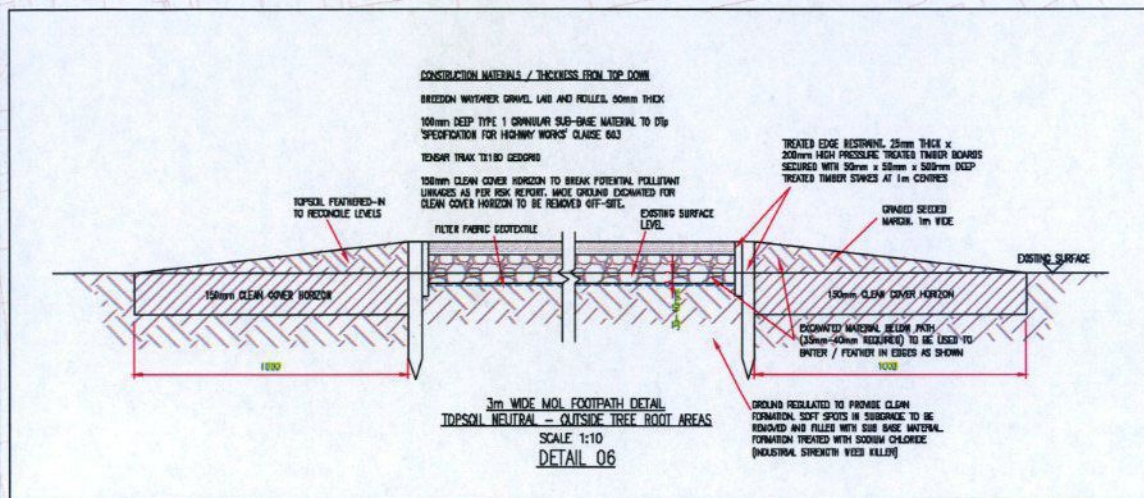 CONSTRUCTION MATERIALS / THICKNESS FROM TOP DOWN
BREEDON WAYFARER GRAVEL LAID AND ROLLED, 50mm THICK
100mm DEEP TYPE 1 GRANULAR SUB-BASE MATERIAL TO DTp
'SPECIFICATION FOR HIGHWAY WORKS' CLAUSE 803
TENSAR TRIAX TX180 GEOGRID
150mm CLEAN COVER HORIZON TO BREAK POTENTIAL POLLUTANT
LINKAGES AS PER RISK REPORT. MADE GROUND EXCAVATED FOR
CLEAN COVER HORIZON TO BE REMOVED OFF-SITE.
TREATED EDGE RESTRAINT, 25mm THICK x
200mm HIGH PRESSURE TREATED TIMBER BOARDS
SECURED WITH 50mm x 50mm x 500mm DEEP
TREATED TIMBER STAKES AT 1m CENTRES
TOPSOIL FEATHERED-IN
TO RECONCILE LEVELS
FILTER FABRIC GEOTEXTILE
EXISTING SURFACE
LEVEL
GRADED SEEDED
MARGIN, 1m WIDE
EXISTING SURFACE
150mm CLEAN COVER HORIZON
150mm CLEAN COVER HORIZON
EXCAVATED MATERIAL BELOW PATH
(35mm-40mm REQUIRED) TO BE USED TO
BATTER / FEATHER IN EDGES AS SHOWN
1000
1000
GROUND REGULATED TO PROVIDE CLEAN
FORMATION. SOFT SPOTS IN SUBGRADE TO BE
REMOVED AND FILLED WITH SUB BASE MATERIAL.
FORMATION TREATED WITH SODIUM CHLORIDE
(INDUSTRIAL STRENGTH WEED KILLER)
3m WIDE MOL FOOTPATH DETAIL
TOPSOIL NEUTRAL - OUTSIDE TREE ROOT AREAS
SCALE 1:10
DETAIL 06